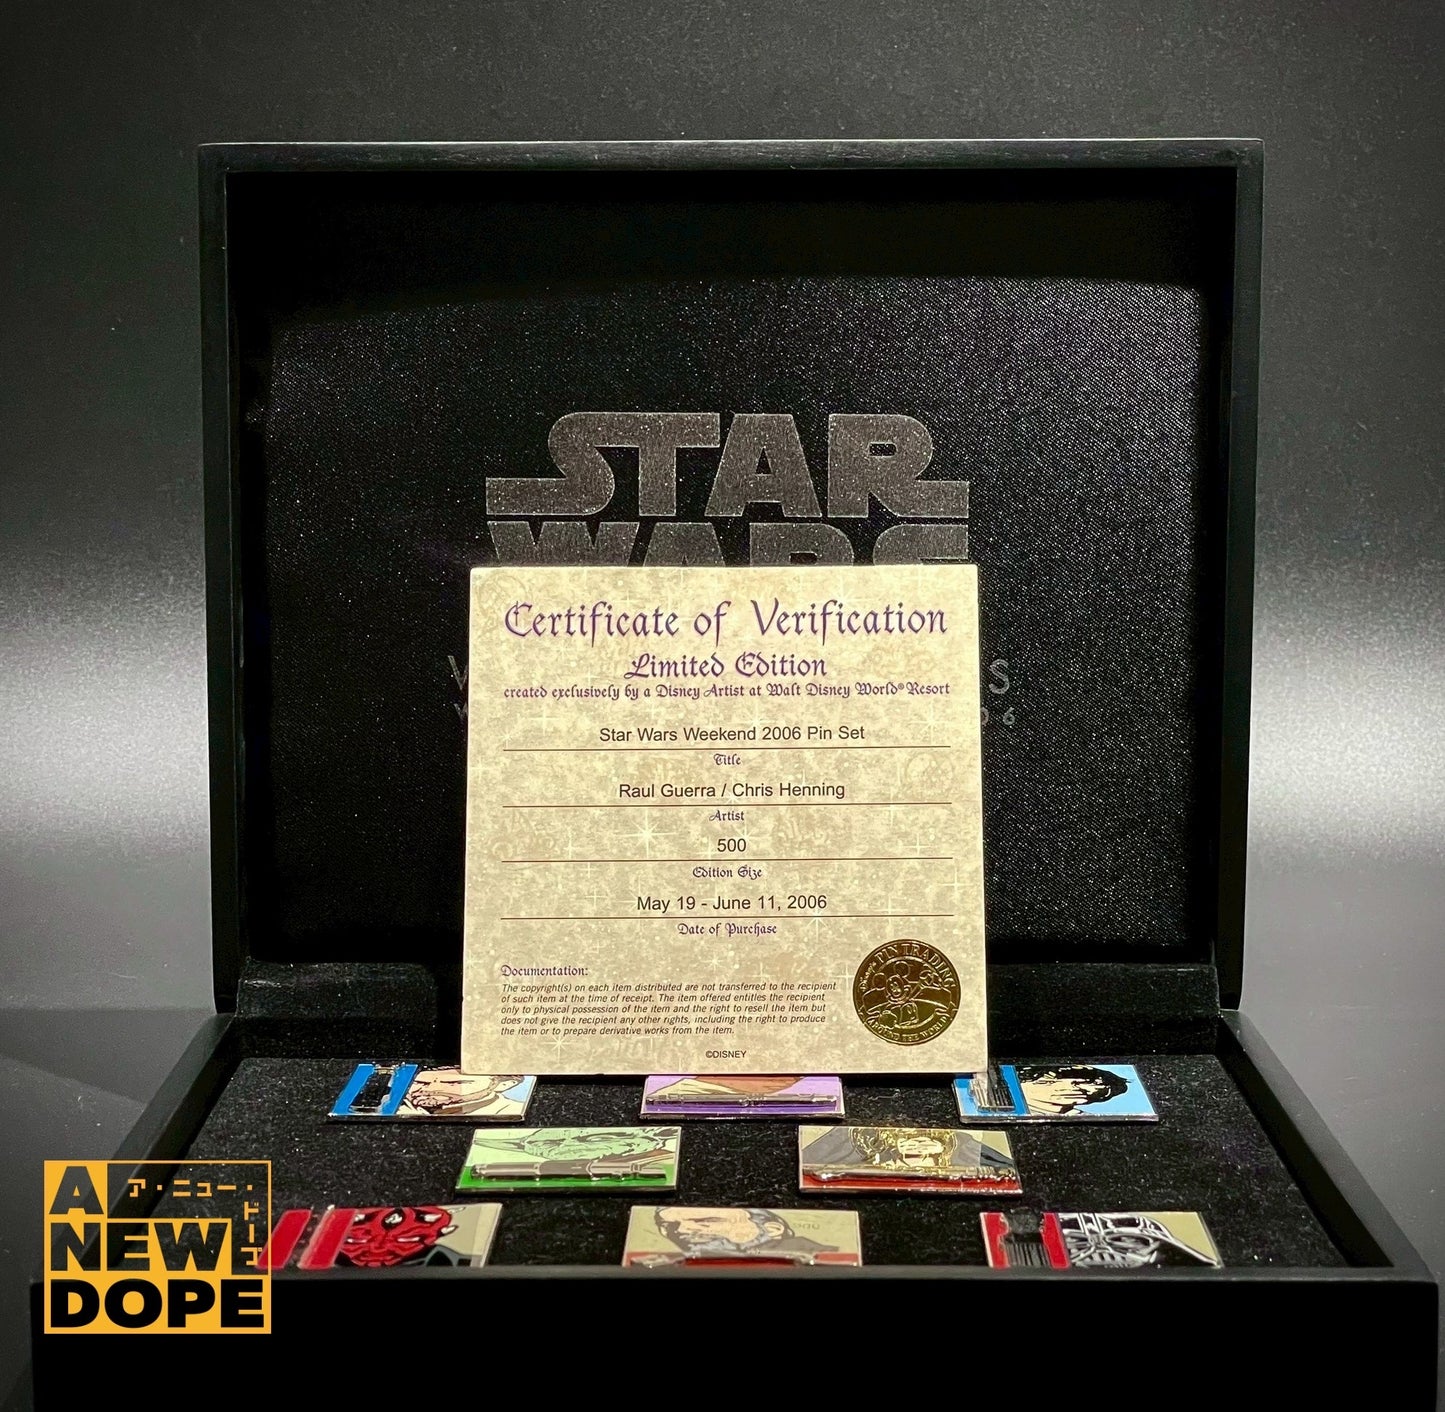 STAR
WARS
Certificate of Verification
Limited Edition
created exclusively by a Disney Artist at Walt Disney World® Resort
Star Wars Weekend 2006 Pin Set
Title
Raul Guerra / Chris Henning
Artist
500
Edition Size
May 19 - June 11, 2006
Date of Purchase
Documentation:
The copyright(s) on each item distributed are not transferred to the recipient
of such item at the time of receipt. The item offered entitles the recipient
only to physical possession of the item and the right to resell the item but
does not give the recipient any other rights, including the right to produce
the item or to prepare derivative works from the item.
©DISNEY
Disney's PIN TRADING
AROUND THE WORLD
A NEW DOPE
ア・ニュー・ドープ